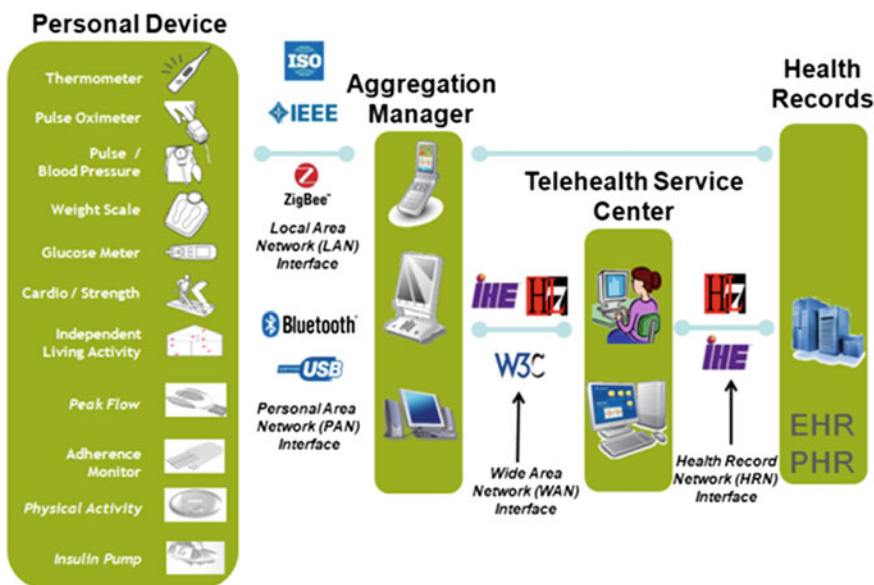 Personal Device
Thermometer
Pulse Oximeter
Pulse /
Blood Pressure
Weight Scale
Glucose Meter
Cardio / Strength
Independent
Living Activity
Peak Flow
Adherence
Monitor
Physical Activity
Insulin Pump
ISO
IEEE
ZigBee™
Local Area
Network (LAN)
Interface
Bluetooth™
USB
Personal Area
Network (PAN)
Interface
Aggregation
Manager
IHE
HL7
W3C
Wide Area
Network (WAN)
Interface
Telehealth Service
Center
HL7
IHE
Health Record
Network (HRN)
Interface
Health
Records
EHR
PHR